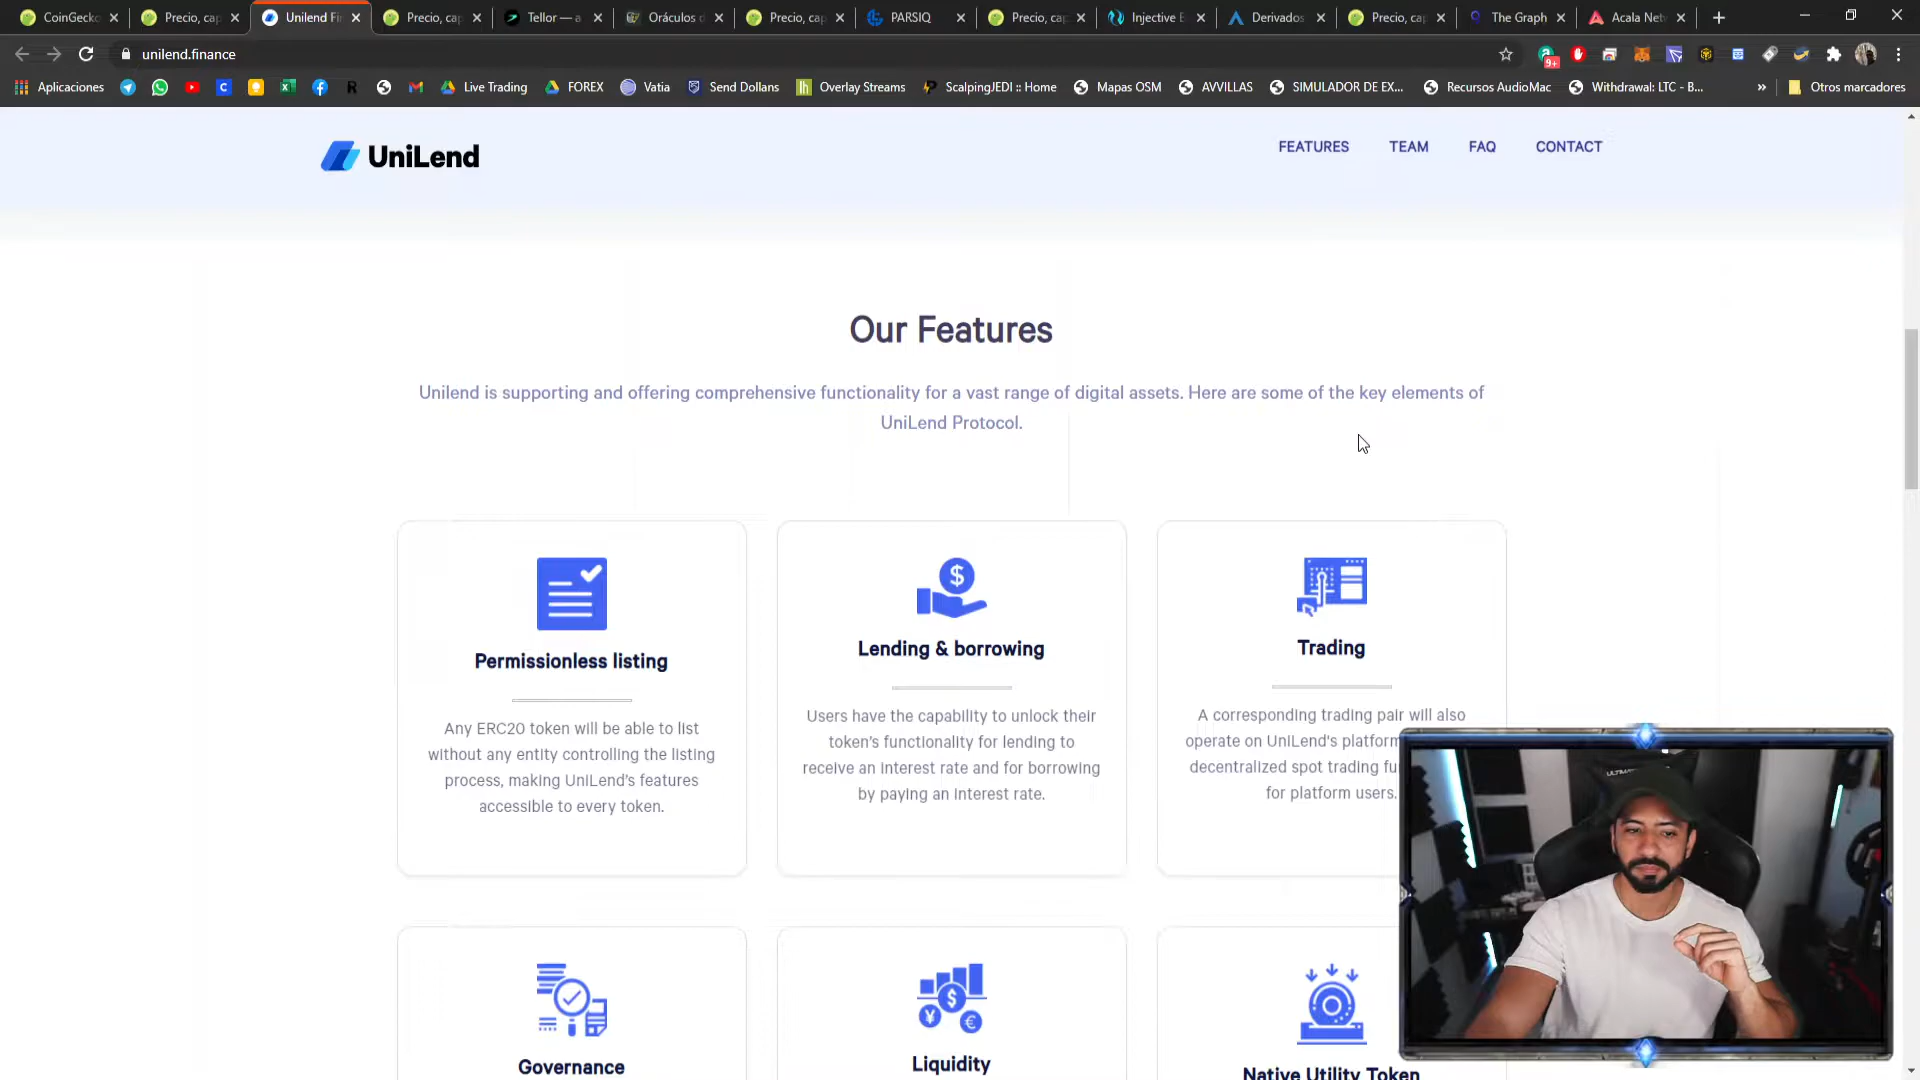 CoinGecko
Precio, cap
Unilend Fi
Precio, cap
Tellor — a
Oráculos d
Precio, cap
PARSIQ
Precio, cap
Injective
Derivados
Precio, cap
The Graph
Acala Net
unilend.finance
9+
Aplicaciones
Live Trading
FOREX
Vatia
Send Dollans
Overlay Streams
ScalpingJEDI :: Home
Mapas OSM
AVVILLAS
SIMULADOR DE EX...
Recursos AudioMac
Withdrawal: LTC - B...
»
Otros marcadores
UniLend
FEATURES
TEAM
FAQ
CONTACT
Our Features
Unilend is supporting and offering comprehensive functionality for a vast range of digital assets. Here are some of the key elements of
UniLend Protocol.
Permissionless listing
Any ERC20 token will be able to list
without any entity controlling the listing
process, making UniLend's features
accessible to every token.
Lending & borrowing
Users have the capability to unlock their
token's functionality for lending to
receive an interest rate and for borrowing
by paying an interest rate.
Trading
A corresponding trading pair will also
operate on UniLend's platform
decentralized spot trading fu
for platform users.
Governance
Liquidity
Native Utility Token